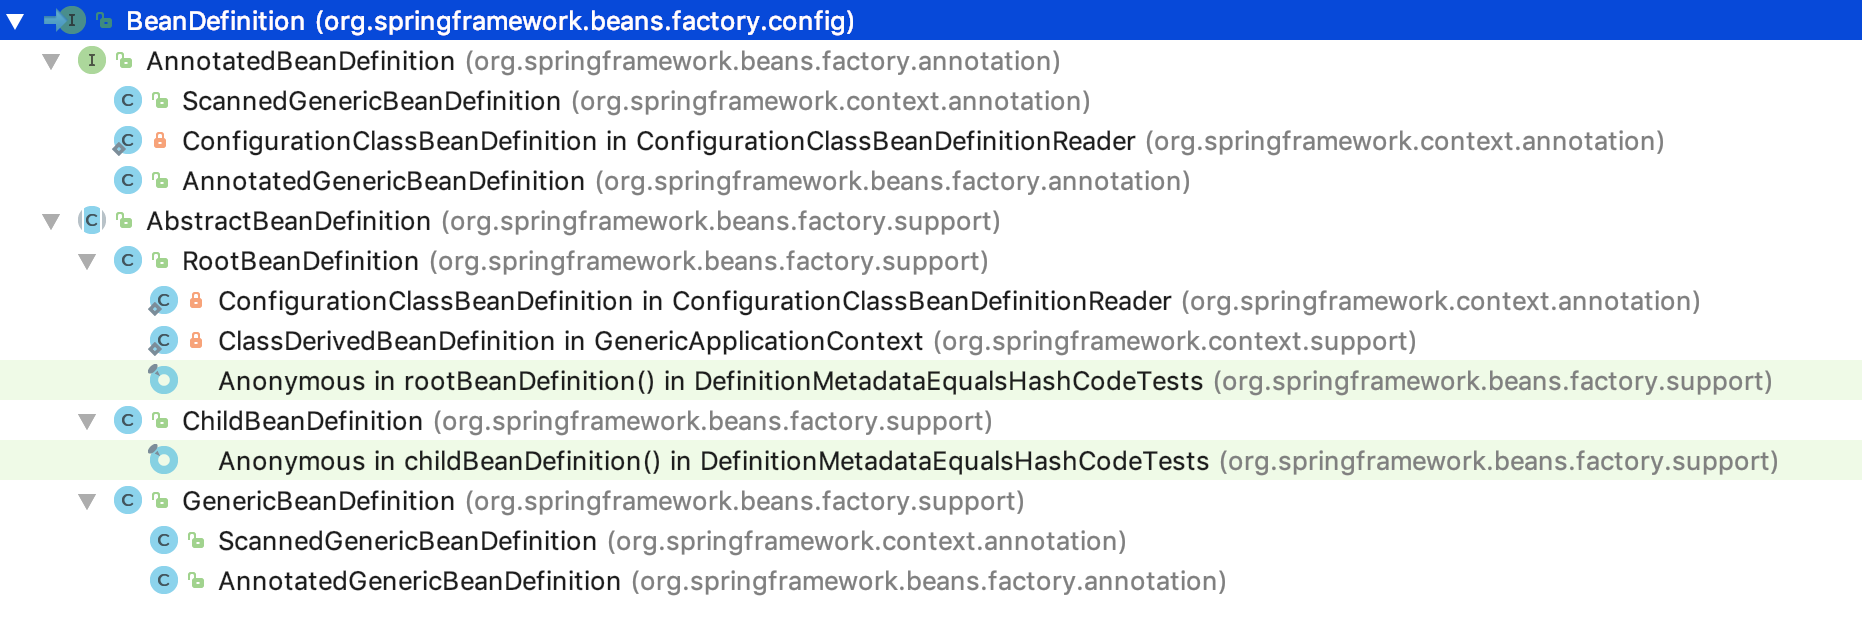 BeanDefinition (org.springframework.beans.factory.config)
AnnotatedBeanDefinition (org.springframework.beans.factory.annotation)
ScannedGenericBeanDefinition (org.springframework.context.annotation)
ConfigurationClassBeanDefinition in ConfigurationClassBeanDefinitionReader (org.springframework.context.annotation)
AnnotatedGenericBeanDefinition (org.springframework.beans.factory.annotation)
AbstractBeanDefinition (org.springframework.beans.factory.support)
RootBeanDefinition (org.springframework.beans.factory.support)
ConfigurationClassBeanDefinition in ConfigurationClassBeanDefinitionReader (org.springframework.context.annotation)
ClassDerivedBeanDefinition in GenericApplicationContext (org.springframework.context.support)
Anonymous in rootBeanDefinition() in DefinitionMetadataEqualsHashCodeTests (org.springframework.beans.factory.support)
ChildBeanDefinition (org.springframework.beans.factory.support)
Anonymous in childBeanDefinition() in DefinitionMetadataEqualsHashCodeTests (org.springframework.beans.factory.support)
GenericBeanDefinition (org.springframework.beans.factory.support)
ScannedGenericBeanDefinition (org.springframework.context.annotation)
AnnotatedGenericBeanDefinition (org.springframework.beans.factory.annotation)